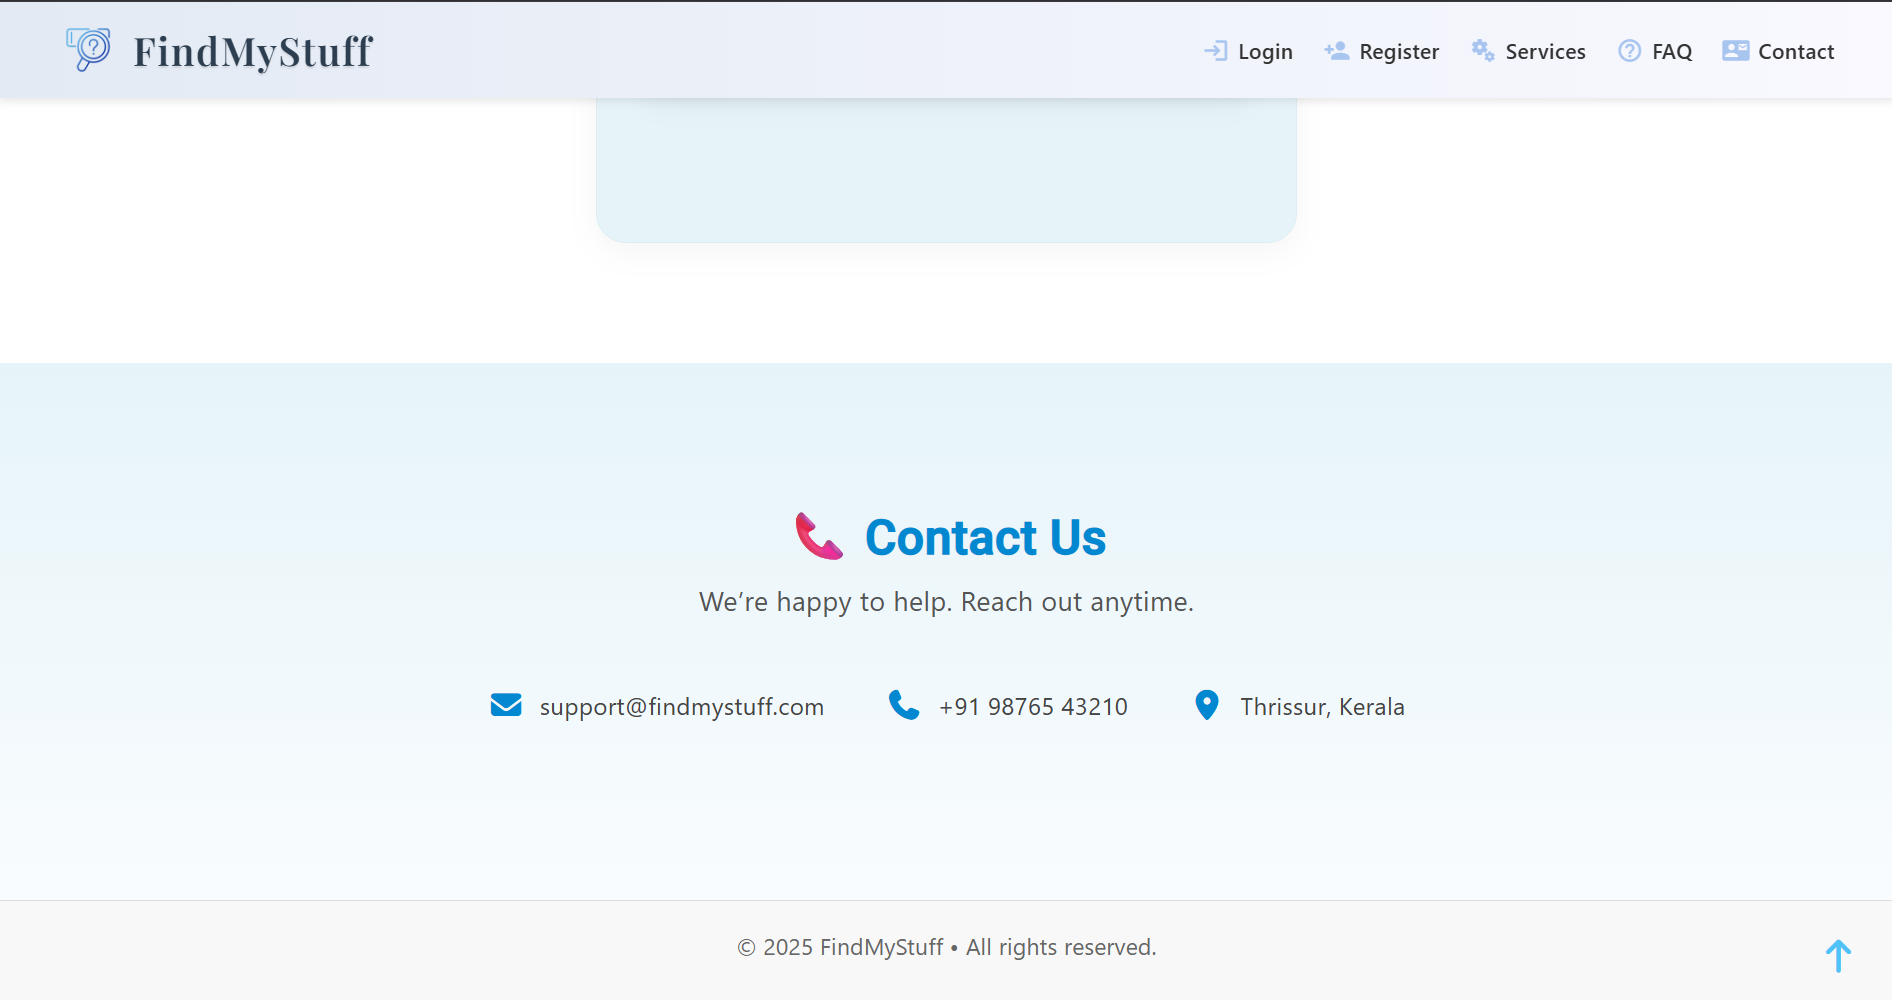 FindMyStuff
Login Register Services FAQ Contact
Contact Us
We’re happy to help. Reach out anytime.
support@findmystuff.com +91 98765 43210 Thrissur, Kerala
© 2025 FindMyStuff • All rights reserved.